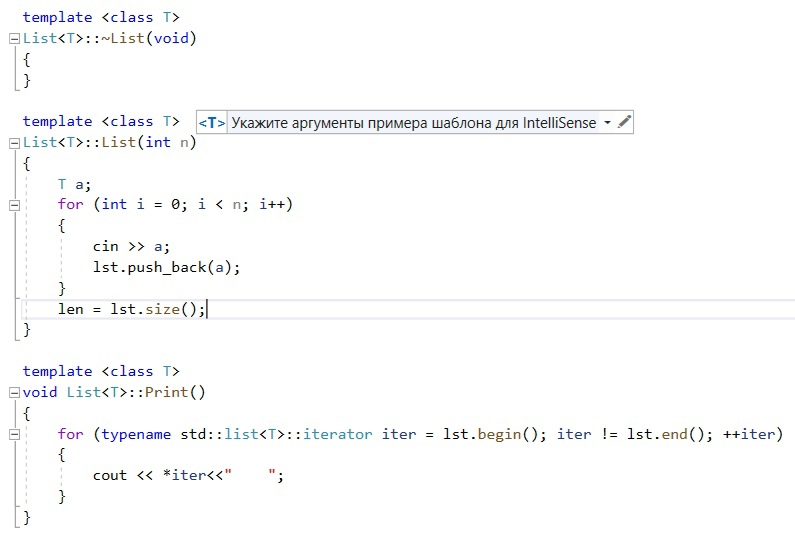 template <class T>
List<T>::~List(void)
{
}
template <class T>
<T> Укажите аргументы примера шаблона для IntelliSense
List<T>::List(int n)
{
T a;
for (int i = 0; i < n; i++)
{
cin >> a;
lst.push_back(a);
}
len = lst.size();
}
template <class T>
void List<T>::Print()
{
for (typename std::list<T>::iterator iter = lst.begin(); iter != lst.end(); ++iter)
{
cout << *iter<<"    ";
}
}